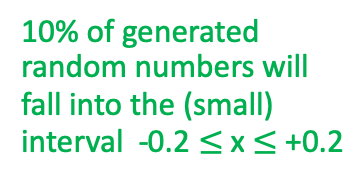 10% of generated
random numbers will
fall into the (small)
interval -0.2 ≤ x ≤ +0.2